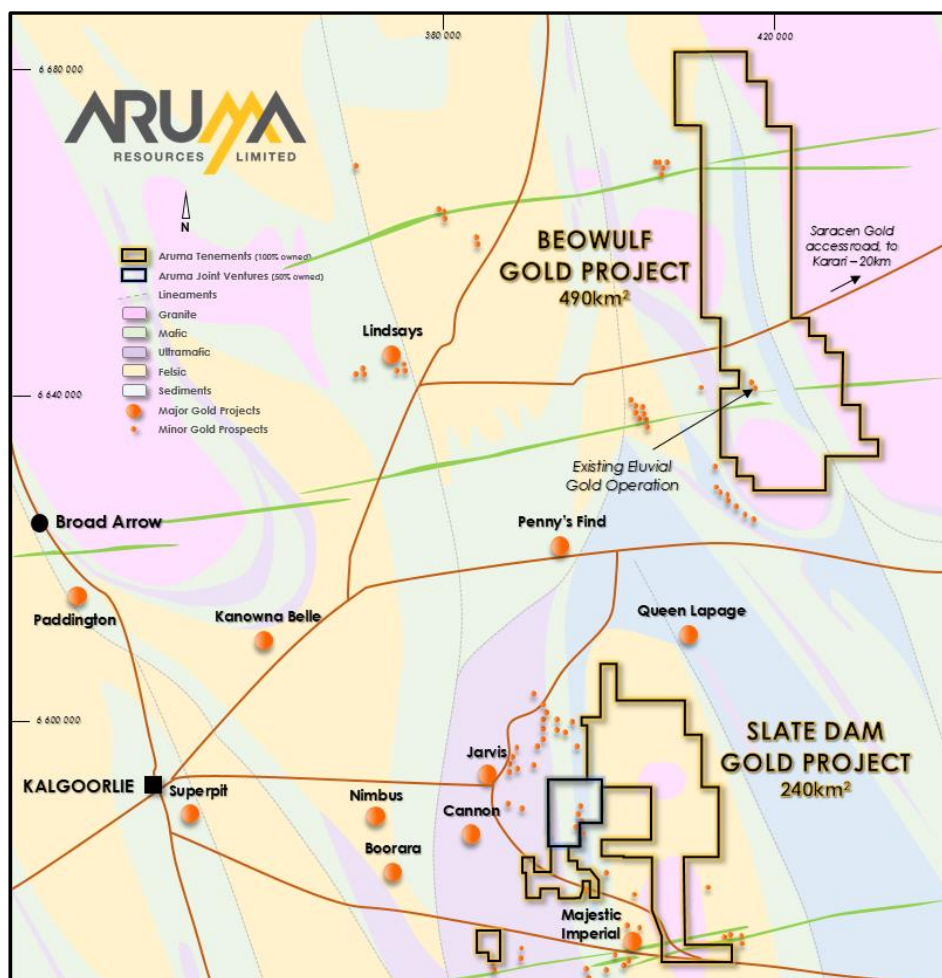 380 000
420 000
6 680 000
ARUMA
RESOURCES LIMITED
N
Aruma Tenements (100% owned)
Aruma Joint Ventures (50% owned)
Lineaments
Granite
Mafic
Ultramafic
Felsic
Sediments
Major Gold Projects
Minor Gold Prospects
BEOWULF
GOLD PROJECT
490km²
Saracen Gold
access road, to
Karari – 20km
Lindsays
6 640 000
Existing Eluvial
Gold Operation
Broad Arrow
Penny's Find
Paddington
Kanowna Belle
Queen Lapage
6 600 000
SLATE DAM
GOLD PROJECT
240km²
Jarvis
KALGOORLIE
Superpit
Nimbus
Cannon
Boorara
Majestic
Imperial